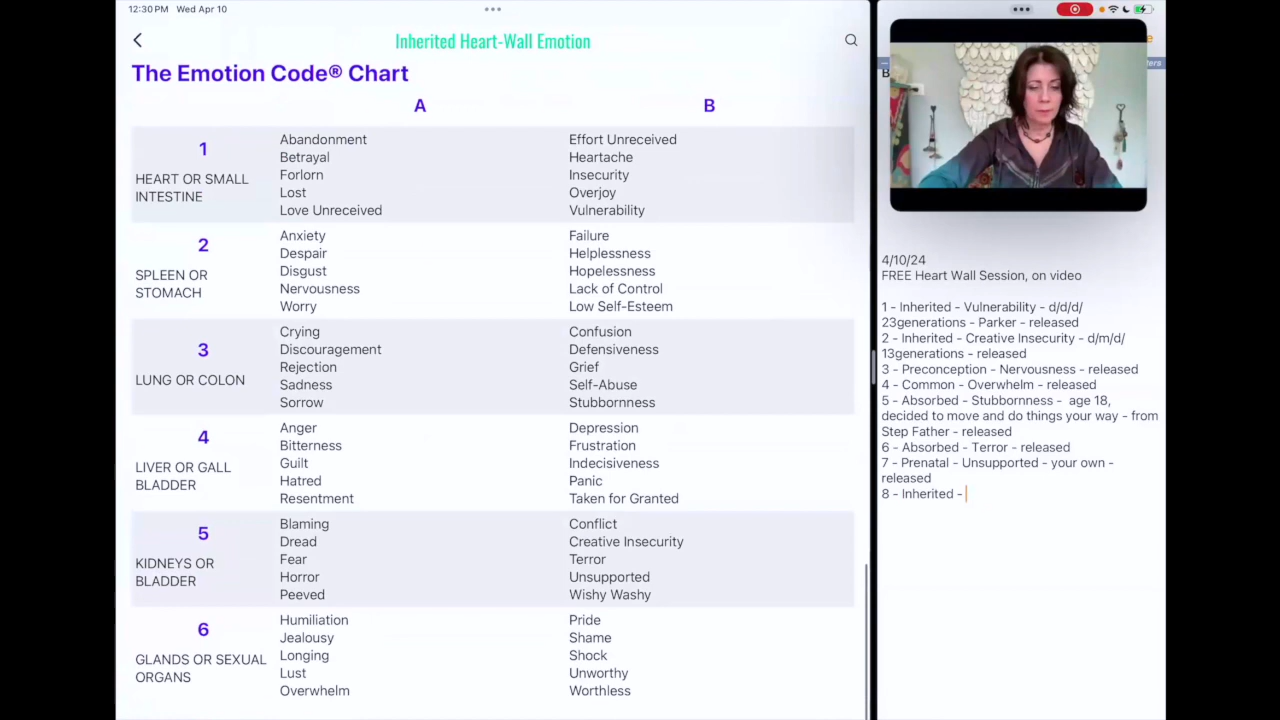 12:30 PM Wed Apr 10
Inherited Heart-Wall Emotion
The Emotion Code® Chart
A B
1
HEART OR SMALL
INTESTINE
Abandonment
Betrayal
Forlorn
Lost
Love Unreceived
Effort Unreceived
Heartache
Insecurity
Overjoy
Vulnerability
2
SPLEEN OR
STOMACH
Anxiety
Despair
Disgust
Nervousness
Worry
Failure
Helplessness
Hopelessness
Lack of Control
Low Self-Esteem
3
LUNG OR COLON
Crying
Discouragement
Rejection
Sadness
Sorrow
Confusion
Defensiveness
Grief
Self-Abuse
Stubbornness
4
LIVER OR GALL
BLADDER
Anger
Bitterness
Guilt
Hatred
Resentment
Depression
Frustration
Indecisiveness
Panic
Taken for Granted
5
KIDNEYS OR
BLADDER
Blaming
Dread
Fear
Horror
Peeved
Conflict
Creative Insecurity
Terror
Unsupported
Wishy Washy
6
GLANDS OR SEXUAL
ORGANS
Humiliation
Jealousy
Longing
Lust
Overwhelm
Pride
Shame
Shock
Unworthy
Worthless
4/10/24
FREE Heart Wall Session, on video
1 - Inherited - Vulnerability - d/d/d/
23generations - Parker - released
2 - Inherited - Creative Insecurity - d/m/d/
13generations - released
3 - Preconception - Nervousness - released
4 - Common - Overwhelm - released
5 - Absorbed - Stubbornness - age 18,
decided to move and do things your way - from
Step Father - released
6 - Absorbed - Terror - released
7 - Prenatal - Unsupported - your own -
released
8 - Inherited -